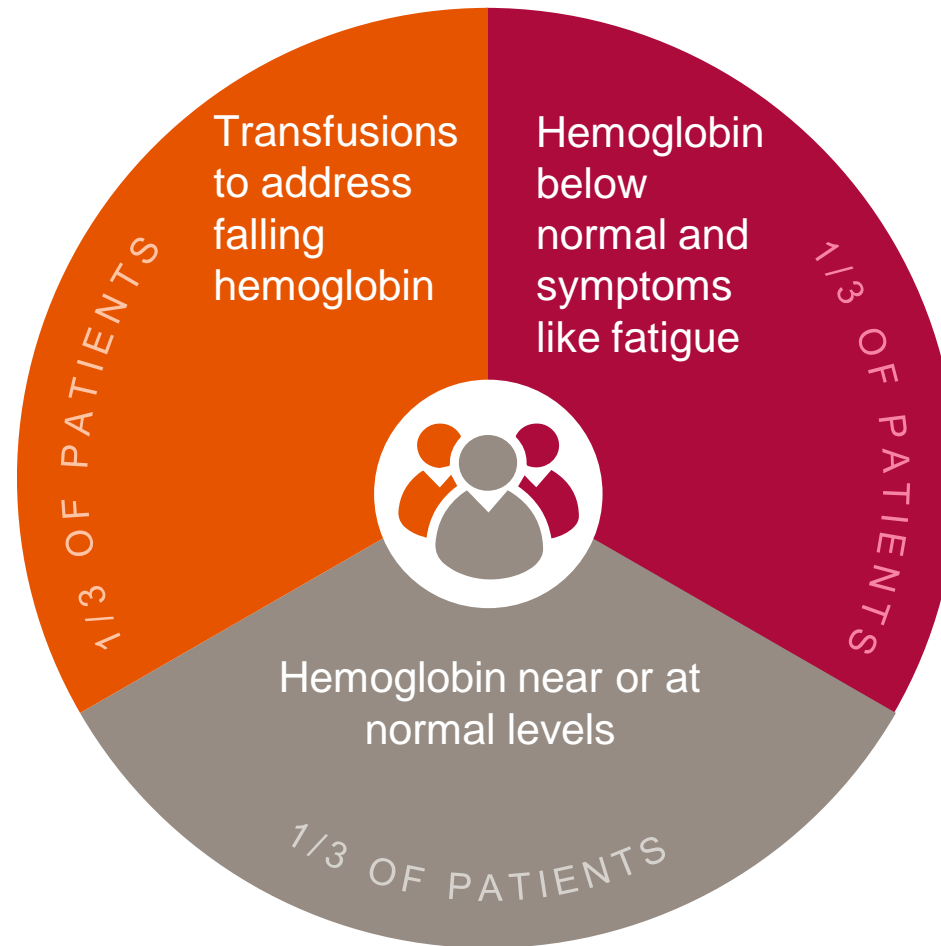 Transfusions
to address
falling
hemoglobin
1/3 OF PATIENTS
Hemoglobin
below
normal and
symptoms
like fatigue
1/3 OF PATIENTS
Hemoglobin near or at
normal levels
1/3 OF PATIENTS